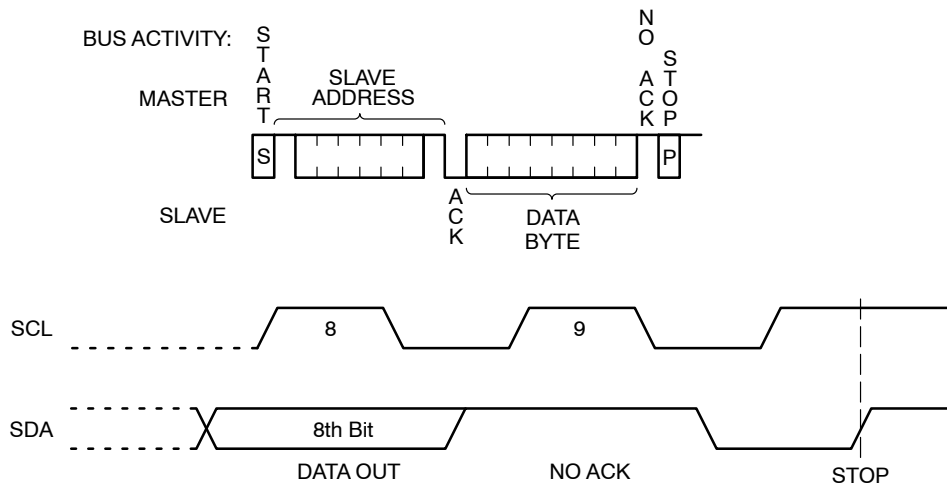 BUS ACTIVITY:
MASTER
START
SLAVE
ADDRESS
NO ACK
STOP
S
P
SLAVE
ACK
DATA
BYTE
SCL
8
9
SDA
8th Bit
DATA OUT
NO ACK
STOP